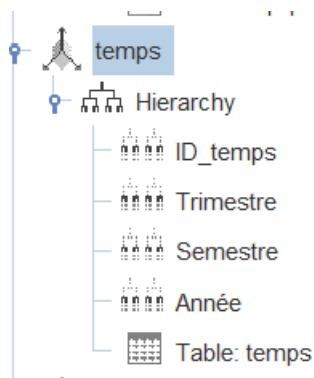 temps
Hierarchy
ID_temps
Trimestre
Semestre
Année
Table: temps